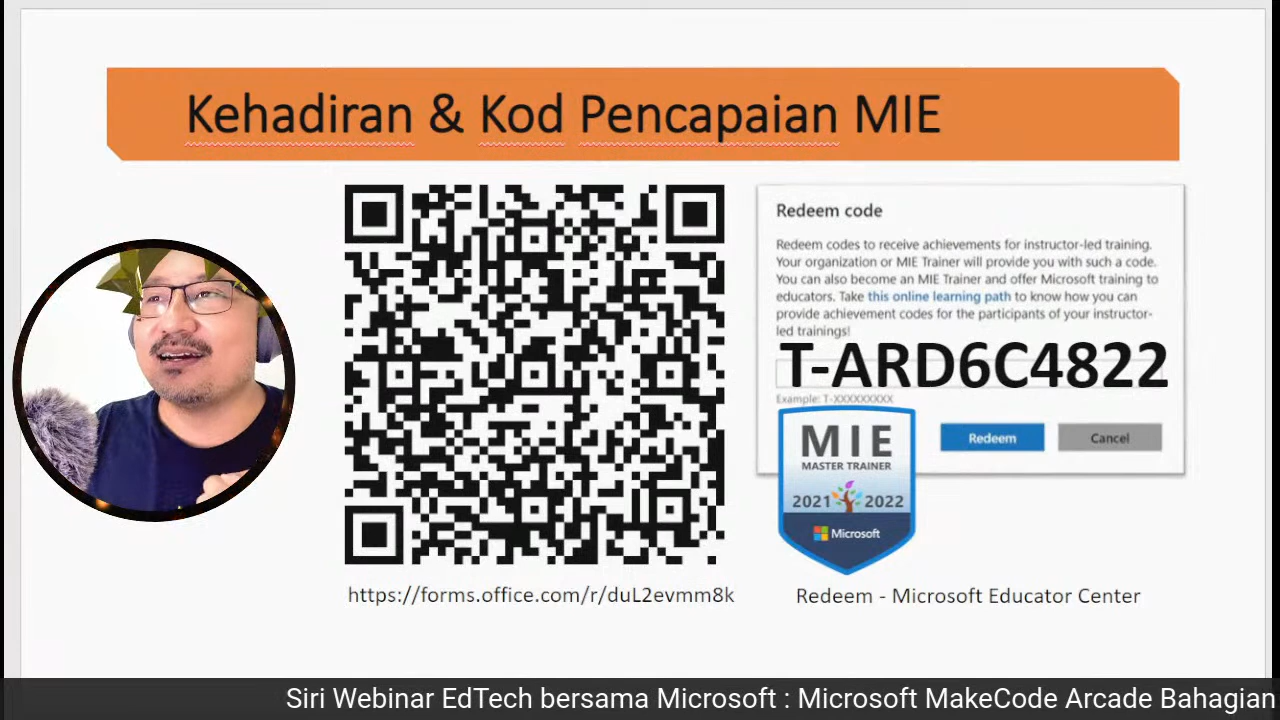 Kehadiran & Kod Pencapaian MIE
Redeem code
Redeem codes to receive achievements for instructor-led training.
Your organization or MIE Trainer will provide you with such a code.
You can also become an MIE Trainer and offer Microsoft training to
educators. Take this online learning path to know how you can
provide achievement codes for the participants of your instructor-
led trainings!
T-ARD6C4822
Example: T-XXXXXXXXX
Redeem
Cancel
MIE
MASTER TRAINER
2021 2022
Microsoft
https://forms.office.com/r/duL2evmm8k
Redeem - Microsoft Educator Center
Siri Webinar EdTech bersama Microsoft : Microsoft MakeCode Arcade Bahagian